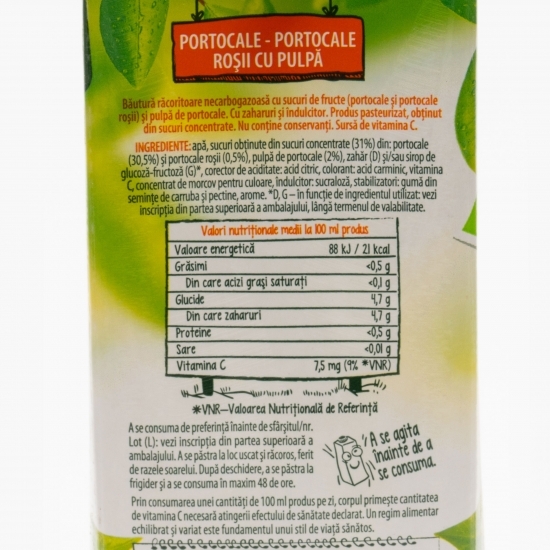 PORTOCALE - PORTOCALE
ROȘII CU PULPĂ
Băutură răcoritoare necarbogazoasă cu sucuri de fructe (portocale și portocale
roșii) și pulpă de portocale. Cu zaharuri și îndulcitor. Produs pasteurizat, obținut
din sucuri concentrate. Nu conține conservanți. Sursă de vitamina C.
INGREDIENTE: apă, sucuri obținute din sucuri concentrate (31%) din: portocale
(30,5%) și portocale roșii (0,5%), pulpă de portocale (2%), zahăr (D) și/sau sirop de
glucoză-fructoză (G)*, corector de aciditate: acid citric, colorant: acid carminic, vitamina
C, concentrat de morcov pentru culoare, îndulcitor: sucraloză, stabilizatori: gumă din
semințe de carruba și pectine, arome. *D, G – în funcție de ingredientul utilizat: vezi
inscripția din partea superioară a ambalajului, lângă termenul de valabilitate.
Valori nutriționale medii la 100 ml produs
Valoare energetică 88 kJ / 21 kcal
Grăsimi <0,5 g
Din care acizi grași saturați <0,1 g
Glucide 4,7 g
Din care zaharuri 4,7 g
Proteine <0,5 g
Sare <0,01 g
Vitamina C 7,5 mg (9% *VNR)
*VNR–Valoarea Nutrițională de Referință
A se consuma de preferință înainte de sfârșitul/nr.
Lot (L): vezi inscripția din partea superioară a
ambalajului. A se păstra la loc uscat și răcoros, ferit
de razele soarelui. După deschidere, a se păstra la
frigider și a se consuma în maxim 48 de ore.
A se agita
înainte de a
se consuma.
Prin consumarea unei cantități de 100 ml produs pe zi, corpul primește cantitatea
de vitamina C necesară atingerii efectului de sănătate declarat. Un regim alimentar
echilibrat și variat este fundamentul unui stil de viață sănătos.